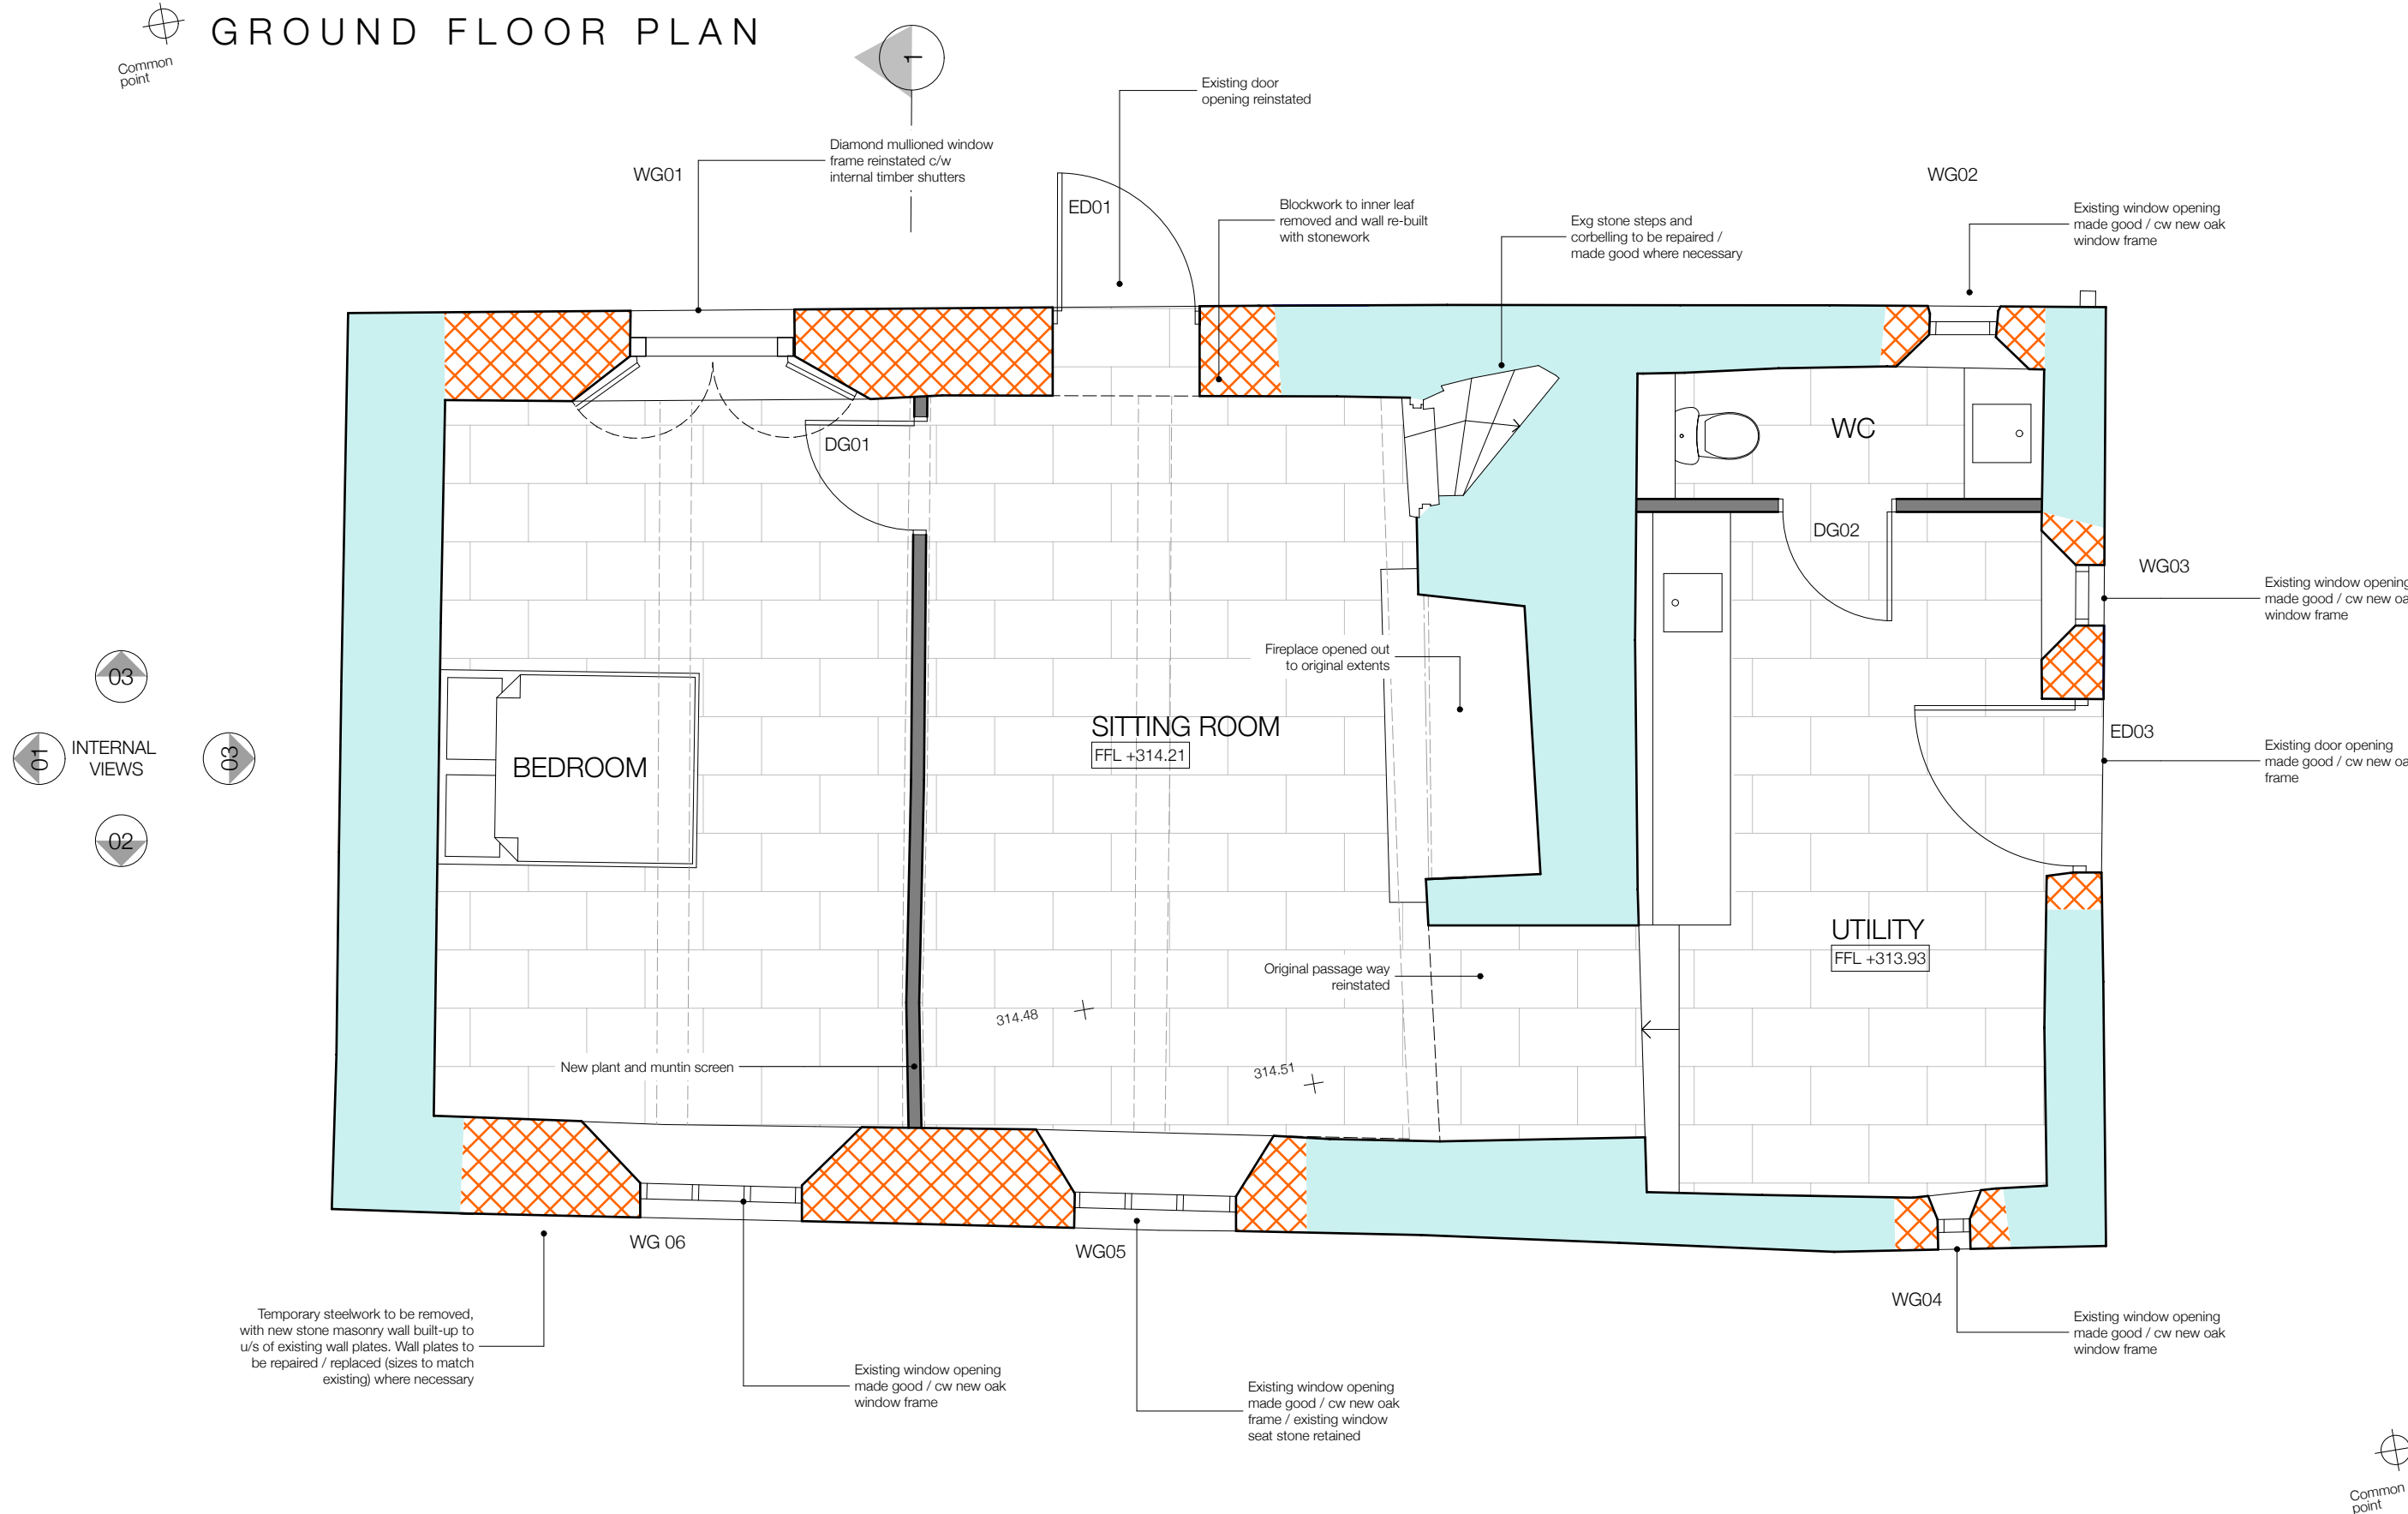 GROUND FLOOR PLAN
Common
point
1
Existing door
opening reinstated
Diamond mullioned window
frame reinstated c/w
internal timber shutters
WG01
ED01
Blockwork to inner leaf
removed and wall re-built
with stonework
Exg stone steps and
corbelling to be repaired /
made good where necessary
WG02
Existing window opening
made good / cw new oak
window frame
DG01
WC
DG02
WG03
Existing window opening
made good / cw new oa
window frame
03
01
INTERNAL
VIEWS
03
02
BEDROOM
SITTING ROOM
FFL +314.21
Fireplace opened out
to original extents
ED03
Existing door opening
made good / cw new oa
frame
UTILITY
FFL +313.93
Original passage way
reinstated
314.48
314.51
New plant and muntin screen
WG 06
WG05
WG04
Temporary steelwork to be removed,
with new stone masonry wall built-up to
u/s of existing wall plates. Wall plates to
be repaired / replaced (sizes to match
existing) where necessary
Existing window opening
made good / cw new oak
window frame
Existing window opening
made good / cw new oak
frame / existing window
seat stone retained
Existing window opening
made good / cw new oak
window frame
Common
point